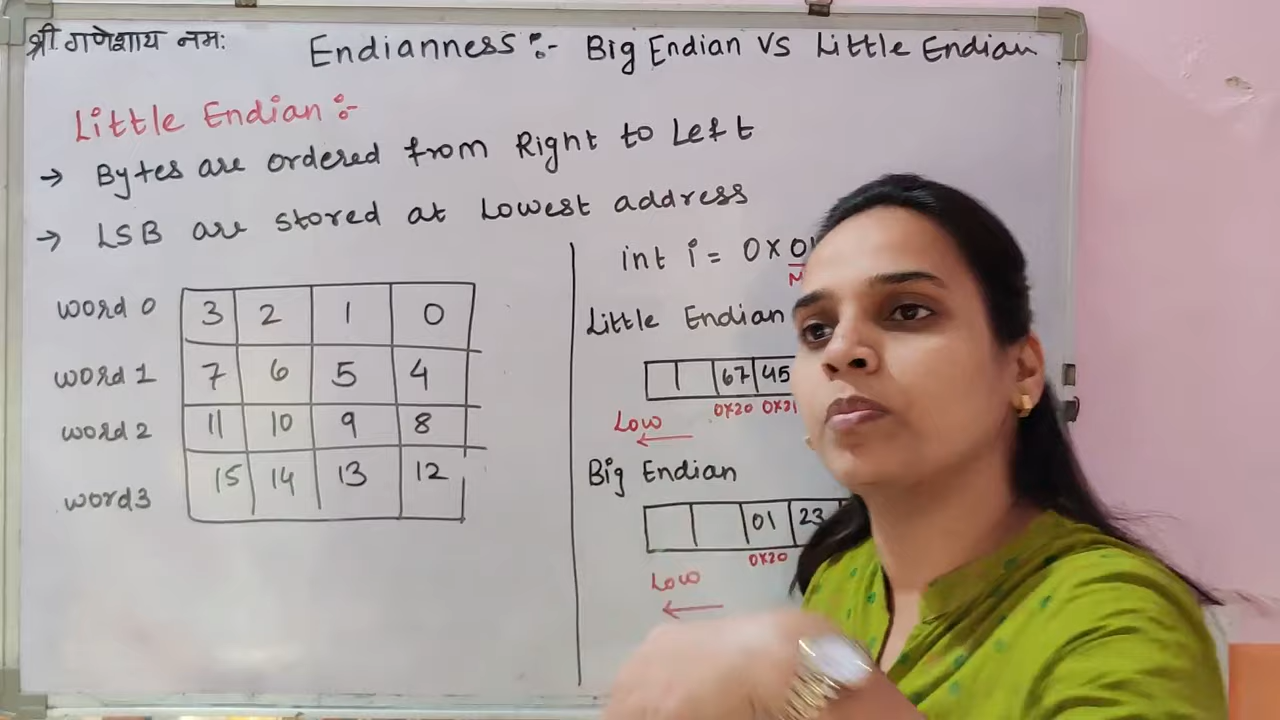 श्री गणेशाय नमः
Endianness :- Big Endian VS Little Endian
Little Endian :-
→ Bytes are ordered from Right to Left
→ LSB are stored at Lowest address
word 0 3 2 1 0
word 1 7 6 5 4
word 2 11 10 9 8
word3 15 14 13 12
int i = 0X
Little Endian
67 45
0X20 0X21
Low
←
Big Endian
01 23
0X20
Low
←